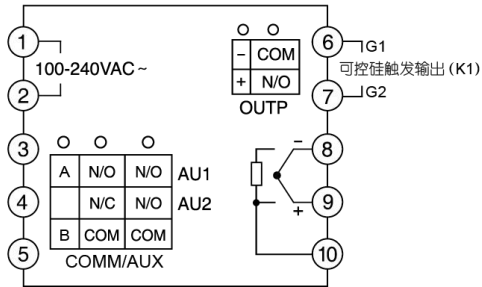 1
100-240VAC~
2
3
4
5
A N/O N/O AU1
N/C N/O AU2
B COM COM
COMM/AUX
- COM
+ N/O
OUTP
6 G1
可控硅触发输出(K1)
7 G2
- 8
+ 9
10